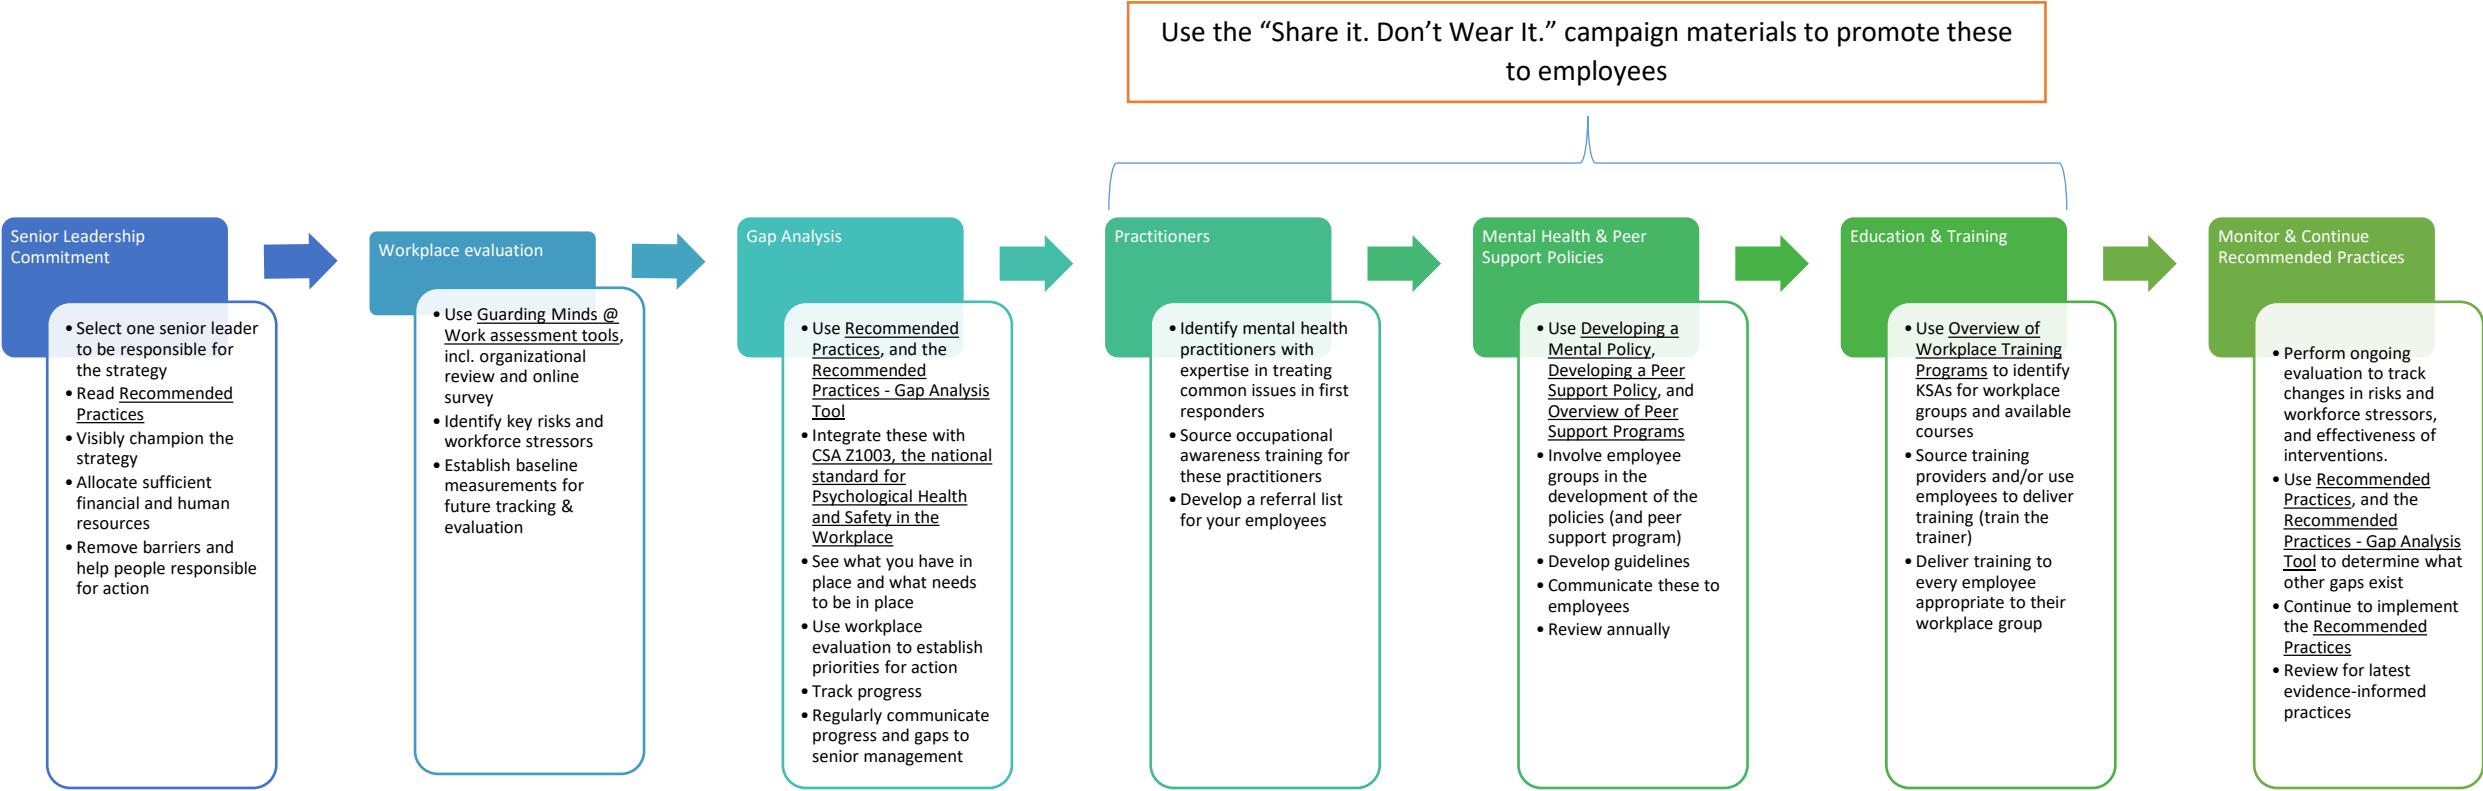 Use the “Share it. Don’t Wear It.” campaign materials to promote these
to employees
Senior Leadership
Commitment
• Select one senior leader
to be responsible for
the strategy
• Read Recommended
Practices
• Visibly champion the
strategy
• Allocate sufficient
financial and human
resources
• Remove barriers and
help people responsible
for action
Workplace evaluation
• Use Guarding Minds @
Work assessment tools,
incl. organizational
review and online
survey
• Identify key risks and
workforce stressors
• Establish baseline
measurements for
future tracking &
evaluation
Gap Analysis
• Use Recommended
Practices, and the
Recommended
Practices - Gap Analysis
Tool
• Integrate these with
CSA Z1003, the national
standard for
Psychological Health
and Safety in the
Workplace
• See what you have in
place and what needs
to be in place
• Use workplace
evaluation to establish
priorities for action
• Track progress
• Regularly communicate
progress and gaps to
senior management
Practitioners
• Identify mental health
practitioners with
expertise in treating
common issues in first
responders
• Source occupational
awareness training for
these practitioners
• Develop a referral list
for your employees
Mental Health & Peer
Support Policies
• Use Developing a
Mental Policy,
Developing a Peer
Support Policy, and
Overview of Peer
Support Programs
• Involve employee
groups in the
development of the
policies (and peer
support program)
• Develop guidelines
• Communicate these to
employees
• Review annually
Education & Training
• Use Overview of
Workplace Training
Programs to identify
KSAs for workplace
groups and available
courses
• Source training
providers and/or use
employees to deliver
training (train the
trainer)
• Deliver training to
every employee
appropriate to their
workplace group
Monitor & Continue
Recommended Practices
• Perform ongoing
evaluation to track
changes in risks and
workforce stressors,
and effectiveness of
interventions.
• Use Recommended
Practices, and the
Recommended
Practices - Gap Analysis
Tool to determine what
other gaps exist
• Continue to implement
the Recommended
Practices
• Review for latest
evidence-informed
practices